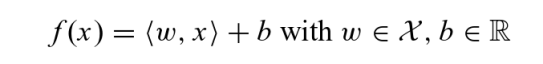 f(x) = ⟨w, x⟩ + b with w ∈ 𝒳, b ∈ ℝ